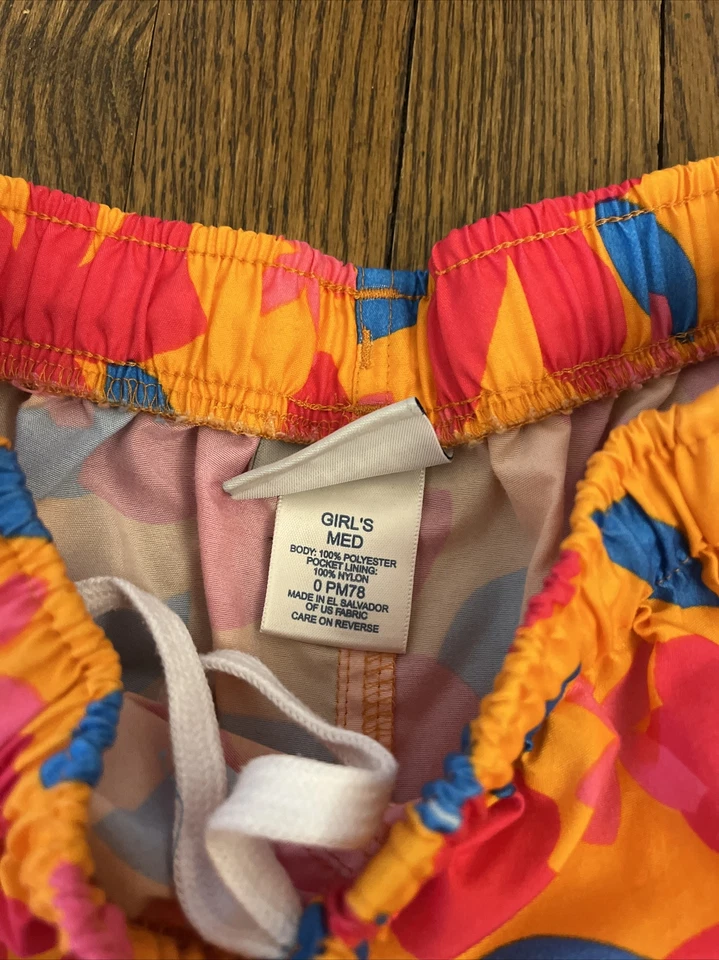 GIRL'S
MED
BODY: 100% POLYESTER
POCKET LINING:
100% NYLON
0 PM78
MADE IN EL SALVADOR
OF US FABRIC
CARE ON REVERSE